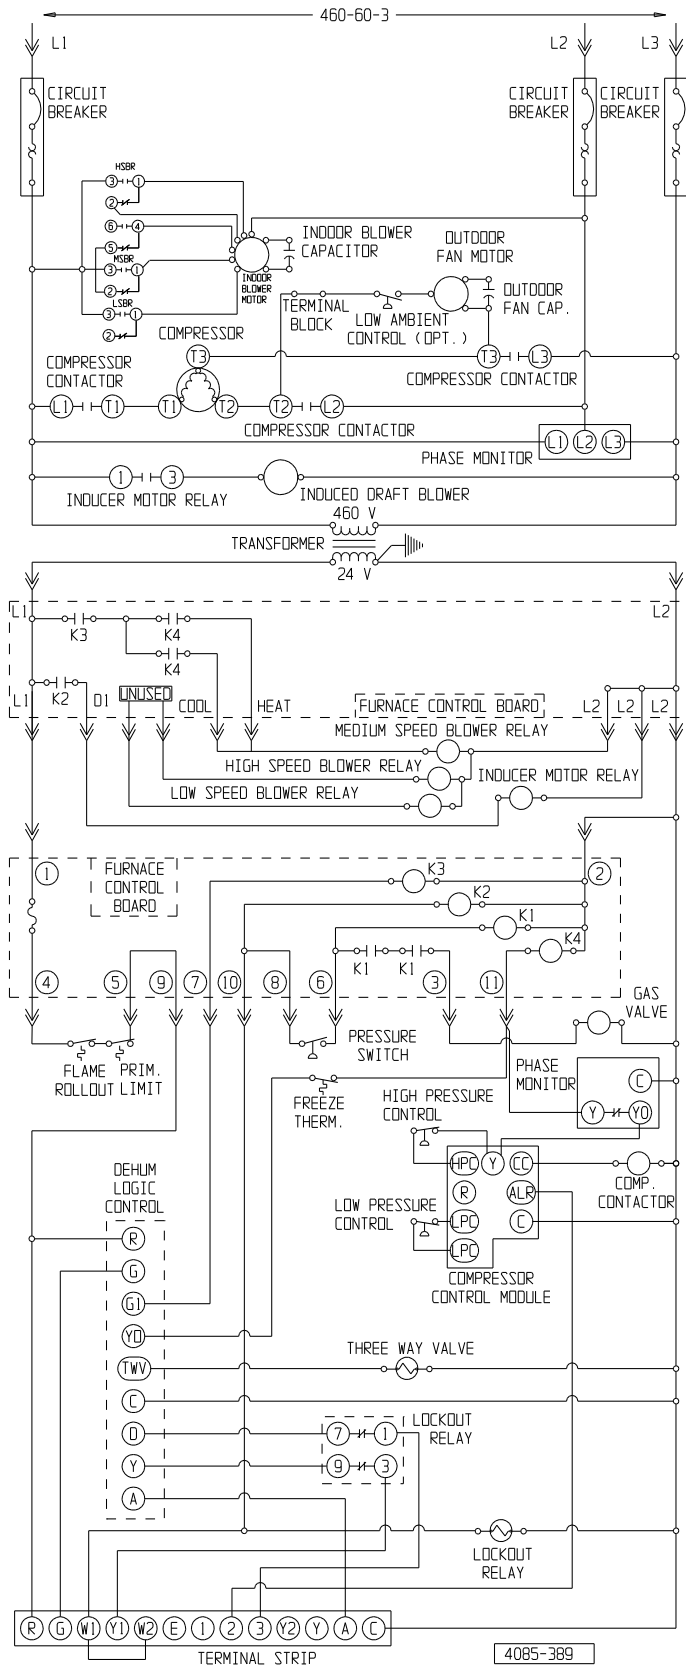 460-60-3
L1
L2
L3
CIRCUIT
BREAKER
CIRCUIT
BREAKER
CIRCUIT
BREAKER
HSBR
3 1
2
6 4
5
MSBR
3 1
2
LSBR
3 1
2
INDOOR
BLOWER
MOTOR
INDOOR BLOWER
CAPACITOR
OUTDOOR
FAN MOTOR
OUTDOOR
FAN CAP.
TERMINAL
BLOCK
LOW AMBIENT
CONTROL (OPT.)
COMPRESSOR
T3
T3 L3
COMPRESSOR
CONTACTOR
COMPRESSOR CONTACTOR
L1 T1 T1 T2 T2 L2
COMPRESSOR CONTACTOR
PHASE MONITOR
L1 L2 L3
1 3
INDUCER MOTOR RELAY
INDUCED DRAFT BLOWER
460 V
TRANSFORMER
24 V
L1
L2
K3
K4
K4
L1
K2
D1
UNUSED
COOL
HEAT
FURNACE CONTROL BOARD
L2 L2 L2
MEDIUM SPEED BLOWER RELAY
HIGH SPEED BLOWER RELAY
INDUCER MOTOR RELAY
LOW SPEED BLOWER RELAY
1
FURNACE
CONTROL
BOARD
K3
2
K2
K1
K4
K1 K1
4 5 9 7 10 8 6 3 11
GAS
VALVE
FLAME
ROLLOUT
PRIM.
LIMIT
PRESSURE
SWITCH
FREEZE
THERM.
PHASE
MONITOR
C
Y YO
HIGH PRESSURE
CONTROL
HPC Y CC
R ALR
LPC C
LPC
COMP.
CONTACTOR
LOW PRESSURE
CONTROL
COMPRESSOR
CONTROL MODULE
DEHUM
LOGIC
CONTROL
R
G
G1
YO
TWV
C
D
Y
A
THREE WAY VALVE
7 1
9 3
LOCKOUT
RELAY
LOCKOUT
RELAY
R G W1 Y1 W2 E 1 2 3 Y2 Y A C
TERMINAL STRIP
4085-389